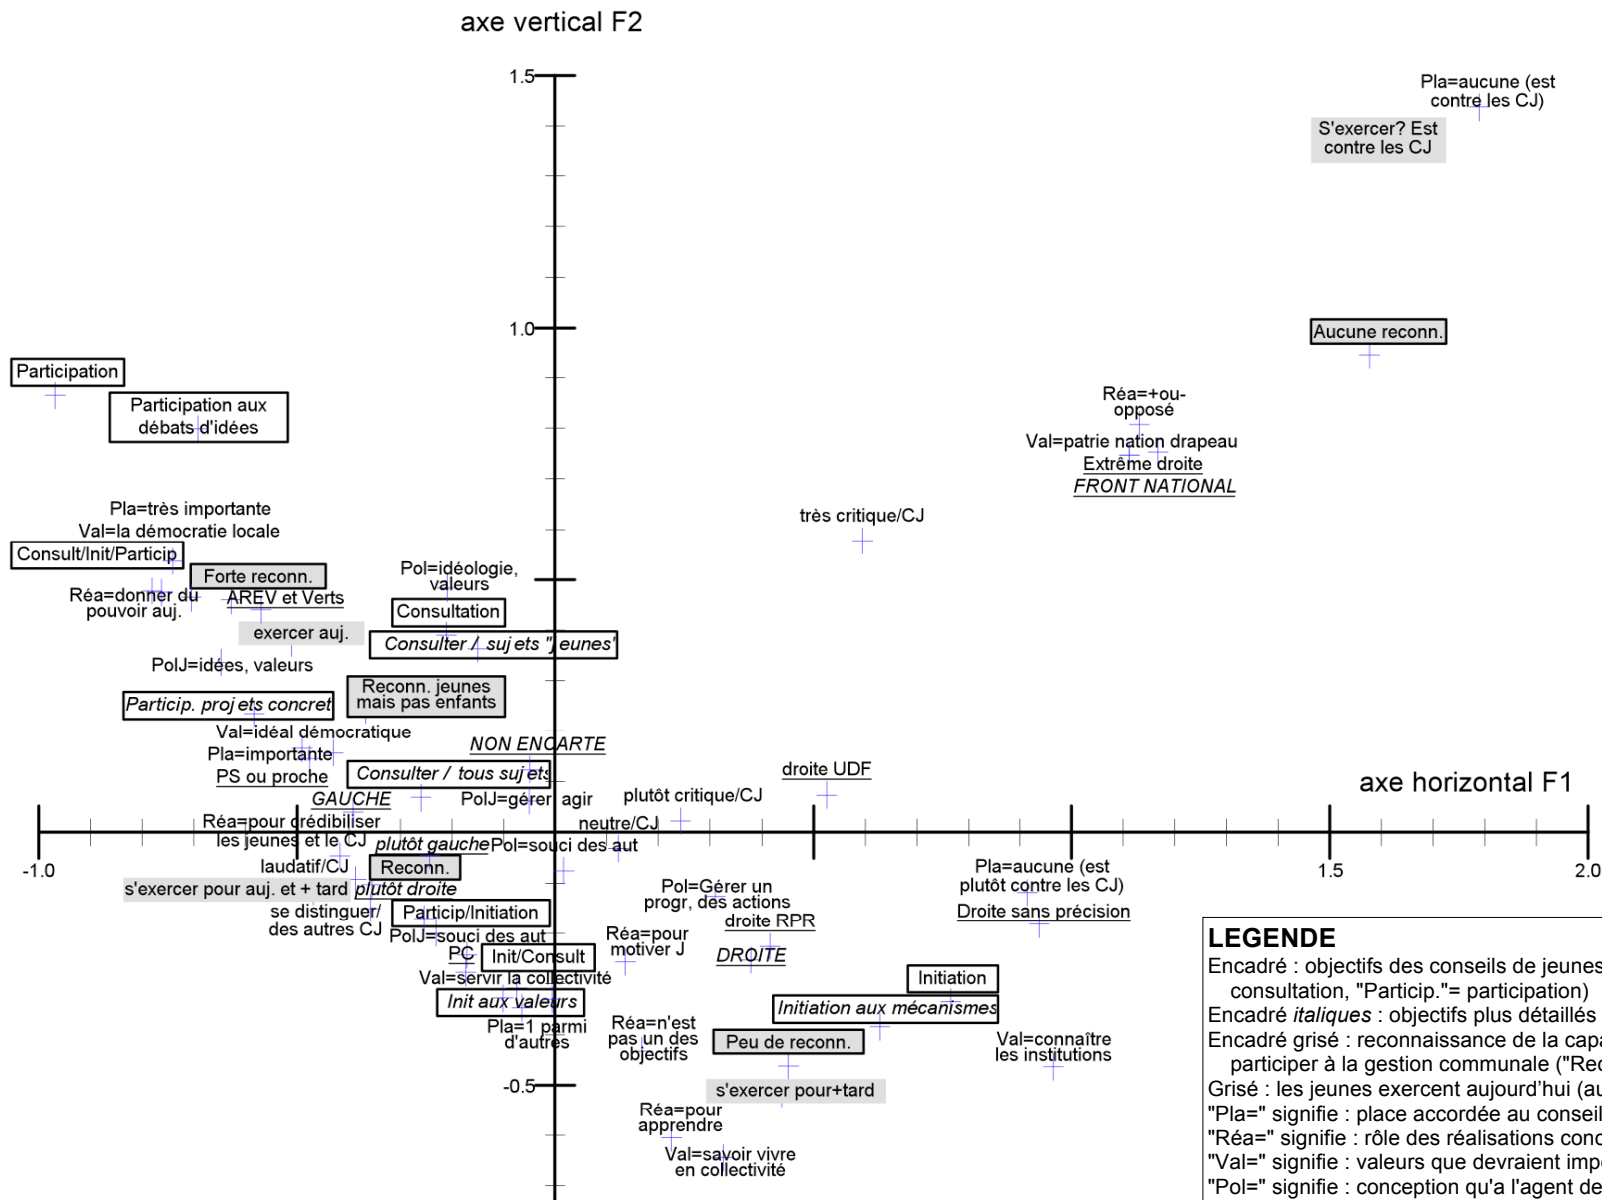 axe vertical F2
1.5
Pla=aucune (est
contre les CJ)
S'exercer? Est
contre les CJ
1.0
Aucune reconn.
Participation
Participation aux
débats d'idées
Réa=+ou-
opposé
Val=patrie nation drapeau
Extrême droite
FRONT NATIONAL
Pla=très importante
Val=la démocratie locale
très critique/CJ
Consult/Init/Particip
Forte reconn.
Pol=idéologie,
valeurs
Réa=donner du
pouvoir auj.
AREV et Verts
Consultation
exercer auj.
Consulter / sujets "jeunes"
PolJ=idées, valeurs
Reconn. jeunes
mais pas enfants
Particip. projets concret
Val=idéal démocratique
NON ENCARTE
Pla=importante
PS ou proche
Consulter / tous sujets
droite UDF
axe horizontal F1
GAUCHE
PolJ=gérer agir
plutôt critique/CJ
Réa=pour crédibiliser
les jeunes et le CJ
neutre/CJ
plutôt gauche
Pol=souci des aut
-1.0
1.5
2.0
laudatif/CJ
Reconn.
Pla=aucune (est
plutôt contre les CJ)
s'exercer pour auj. et + tard
plutôt droite
Pol=Gérer un
progr, des actions
se distinguer/
des autres CJ
Particip/Initiation
droite RPR
Droite sans précision
PolJ=souci des aut
Réa=pour
motiver J
PC
Init/Consult
DROITE
Val=servir la collectivité
Initiation
Init aux valeurs
Initiation aux mécanismes
Pla=1 parmi
d'autres
Réa=n'est
pas un des
objectifs
Peu de reconn.
Val=connaître
les institutions
-0.5
s'exercer pour+tard
Réa=pour
apprendre
Val=savoir vivre
en collectivité
LEGENDE
Encadré : objectifs des conseils de jeunes
consultation, "Particip."= participation)
Encadré italiques : objectifs plus détaillés
Encadré grisé : reconnaissance de la capa
participer à la gestion communale ("Rec
Grisé : les jeunes exercent aujourd'hui (au
"Pla=" signifie : place accordée au conseil
"Réa=" signifie : rôle des réalisations conc
"Val=" signifie : valeurs que devraient imp
"Pol=" signifie : conception qu'a l'agent de